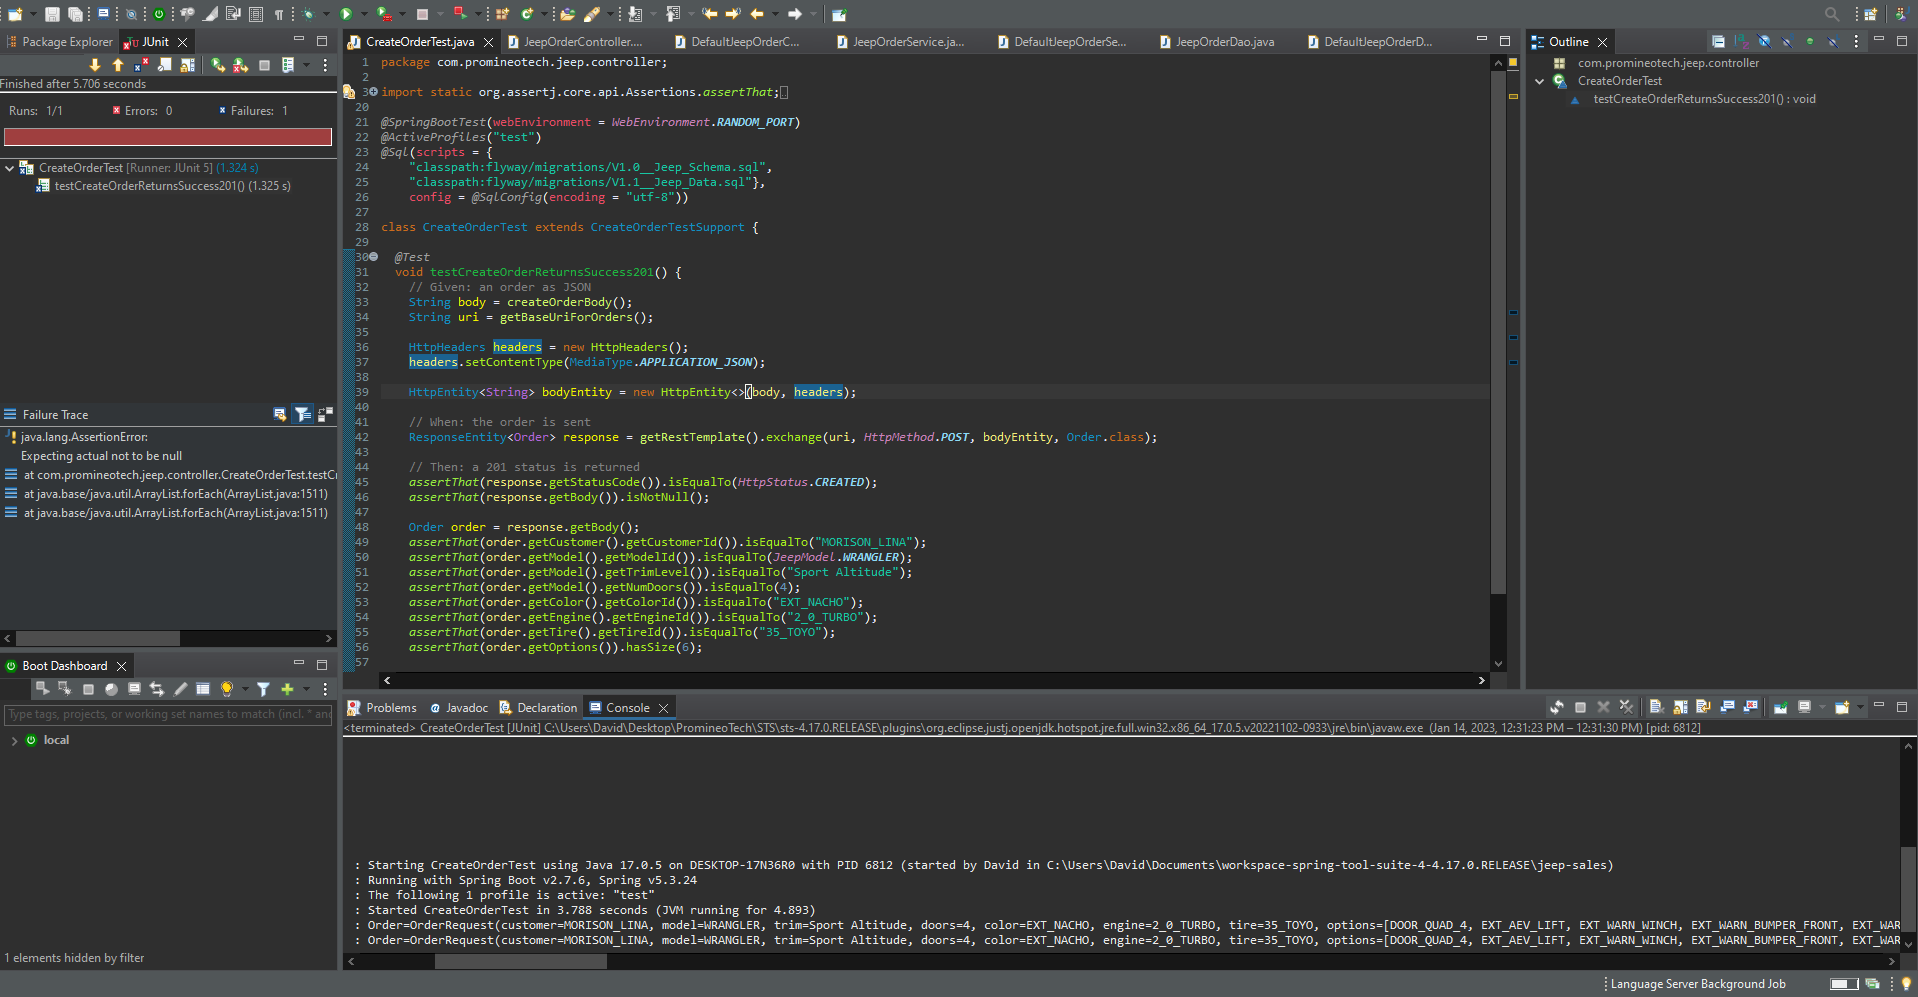 Package Explorer
JUnit
Finished after 5.706 seconds
Runs: 1/1
Errors: 0
Failures: 1
CreateOrderTest [Runner: JUnit 5] (1.324 s)
testCreateOrderReturnsSuccess201() (1.325 s)
Failure Trace
java.lang.AssertionError:
Expecting actual not to be null
at com.promineotech.jeep.controller.CreateOrderTest.testC
at java.base/java.util.ArrayList.forEach(ArrayList.java:1511)
at java.base/java.util.ArrayList.forEach(ArrayList.java:1511)
Boot Dashboard
Type tags, projects, or working set names to match (incl. * and
local
1 elements hidden by filter
CreateOrderTest.java
JeepOrderController....
DefaultJeepOrderC...
JeepOrderService.ja...
DefaultJeepOrderSe...
JeepOrderDao.java
DefaultJeepOrderD...
1 package com.promineotech.jeep.controller;
2
3 import static org.assertj.core.api.Assertions.assertThat;
20
21 @SpringBootTest(webEnvironment = WebEnvironment.RANDOM_PORT)
22 @ActiveProfiles("test")
23 @Sql(scripts = {
24 "classpath:flyway/migrations/V1.0__Jeep_Schema.sql",
25 "classpath:flyway/migrations/V1.1__Jeep_Data.sql"},
26 config = @SqlConfig(encoding = "utf-8"))
27
28 class CreateOrderTest extends CreateOrderTestSupport {
29
30 @Test
31 void testCreateOrderReturnsSuccess201() {
32 // Given: an order as JSON
33 String body = createOrderBody();
34 String uri = getBaseUriForOrders();
35
36 HttpHeaders headers = new HttpHeaders();
37 headers.setContentType(MediaType.APPLICATION_JSON);
38
39 HttpEntity<String> bodyEntity = new HttpEntity<>(body, headers);
40
41 // When: the order is sent
42 ResponseEntity<Order> response = getRestTemplate().exchange(uri, HttpMethod.POST, bodyEntity, Order.class);
43
44 // Then: a 201 status is returned
45 assertThat(response.getStatusCode()).isEqualTo(HttpStatus.CREATED);
46 assertThat(response.getBody()).isNotNull();
47
48 Order order = response.getBody();
49 assertThat(order.getCustomer().getCustomerId()).isEqualTo("MORISON_LINA");
50 assertThat(order.getModel().getModelId()).isEqualTo(JeepModel.WRANGLER);
51 assertThat(order.getModel().getTrimLevel()).isEqualTo("Sport Altitude");
52 assertThat(order.getModel().getNumDoors()).isEqualTo(4);
53 assertThat(order.getColor().getColorId()).isEqualTo("EXT_NACHO");
54 assertThat(order.getEngine().getEngineId()).isEqualTo("2_0_TURBO");
55 assertThat(order.getTire().getTireId()).isEqualTo("35_TOYO");
56 assertThat(order.getOptions()).hasSize(6);
57
Outline
com.promineotech.jeep.controller
CreateOrderTest
testCreateOrderReturnsSuccess201() : void
Problems
Javadoc
Declaration
Console
<terminated> CreateOrderTest [JUnit] C:\Users\David\Desktop\PromineoTech\STS\sts-4.17.0.RELEASE\plugins\org.eclipse.justj.openjdk.hotspot.jre.full.win32.x86_64_17.0.5.v20221102-0933\jre\bin\javaw.exe (Jan 14, 2023, 12:31:23 PM – 12:31:30 PM) [pid: 6812]
: Starting CreateOrderTest using Java 17.0.5 on DESKTOP-17N36R0 with PID 6812 (started by David in C:\Users\David\Documents\workspace-spring-tool-suite-4-4.17.0.RELEASE\jeep-sales)
: Running with Spring Boot v2.7.6, Spring v5.3.24
: The following 1 profile is active: "test"
: Started CreateOrderTest in 3.788 seconds (JVM running for 4.893)
: Order=OrderRequest(customer=MORISON_LINA, model=WRANGLER, trim=Sport Altitude, doors=4, color=EXT_NACHO, engine=2_0_TURBO, tire=35_TOYO, options=[DOOR_QUAD_4, EXT_AEV_LIFT, EXT_WARN_WINCH, EXT_WARN_BUMPER_FRONT, EXT_WAR
: Order=OrderRequest(customer=MORISON_LINA, model=WRANGLER, trim=Sport Altitude, doors=4, color=EXT_NACHO, engine=2_0_TURBO, tire=35_TOYO, options=[DOOR_QUAD_4, EXT_AEV_LIFT, EXT_WARN_WINCH, EXT_WARN_BUMPER_FRONT, EXT_WAR
Language Server Background Job